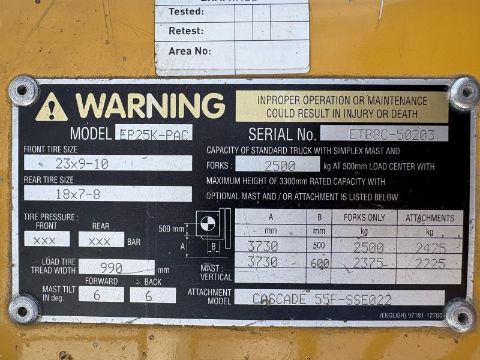 Tested:
Retest:
Area No.:
WARNING
INPROPER OPERATION OR MAINTENANCE
COULD RESULT IN INJURY OR DEATH
MODEL EP25K-PAC
SERIAL No. ETB8C-50203
FRONT TIRE SIZE
23x9-10
REAR TIRE SIZE
18x7-8
CAPACITY OF STANDARD TRUCK WITH SIMPLEX MAST AND
FORKS : 2500 kg AT 500mm LOAD CENTER WITH
MAXIMUM HEIGHT OF 3300mm RATED CAPACITY WITH
OPTIONAL MAST AND / OR ATTACHMENT IS LISTED BELOW
TIRE PRESSURE :
FRONT REAR
xxx xxx BAR
LOAD TIRE
TREAD WIDTH 990 mm
FORWARD BACK
MAST TILT
in deg. 6 6
500 mm
A B
MAST :
VERTICAL
A B FORKS ONLY ATTACHMENTS
mm mm kg kg
3730 500 2500 2425
3730 600 2375 2225
ATTACHMENT
MODEL CASCADE 55F-SSE022
(ENGLISH) 97181-12700